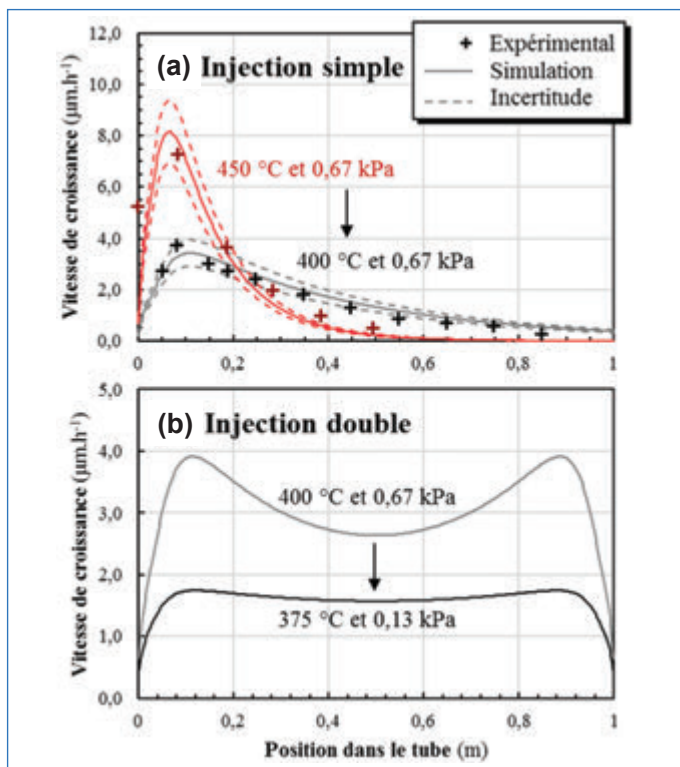 (a) Injection simple
Expérimental
Simulation
Incertitude
450 °C et 0,67 kPa
400 °C et 0,67 kPa
Vitesse de croissance (µm.h⁻¹)
12,0
10,0
8,0
6,0
4,0
2,0
0,0
0 0,2 0,4 0,6 0,8 1
(b) Injection double
400 °C et 0,67 kPa
375 °C et 0,13 kPa
Vitesse de croissance (µm.h⁻¹)
5,0
4,0
3,0
2,0
1,0
0,0
0 0,2 0,4 0,6 0,8 1
Position dans le tube (m)